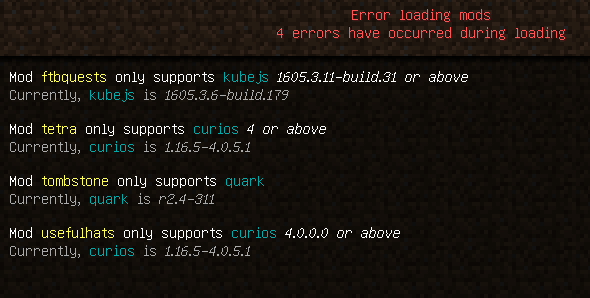 Error loading mods
4 errors have occurred during loading
Mod ftbquests only supports kubejs 1605.3.11-build.31 or above
Currently, kubejs is 1605.3.6-build.179
Mod tetra only supports curios 4 or above
Currently, curios is 1.16.5-4.0.5.1
Mod tombstone only supports quark
Currently, quark is r2.4-311
Mod usefulhats only supports curios 4.0.0.0 or above
Currently, curios is 1.16.5-4.0.5.1